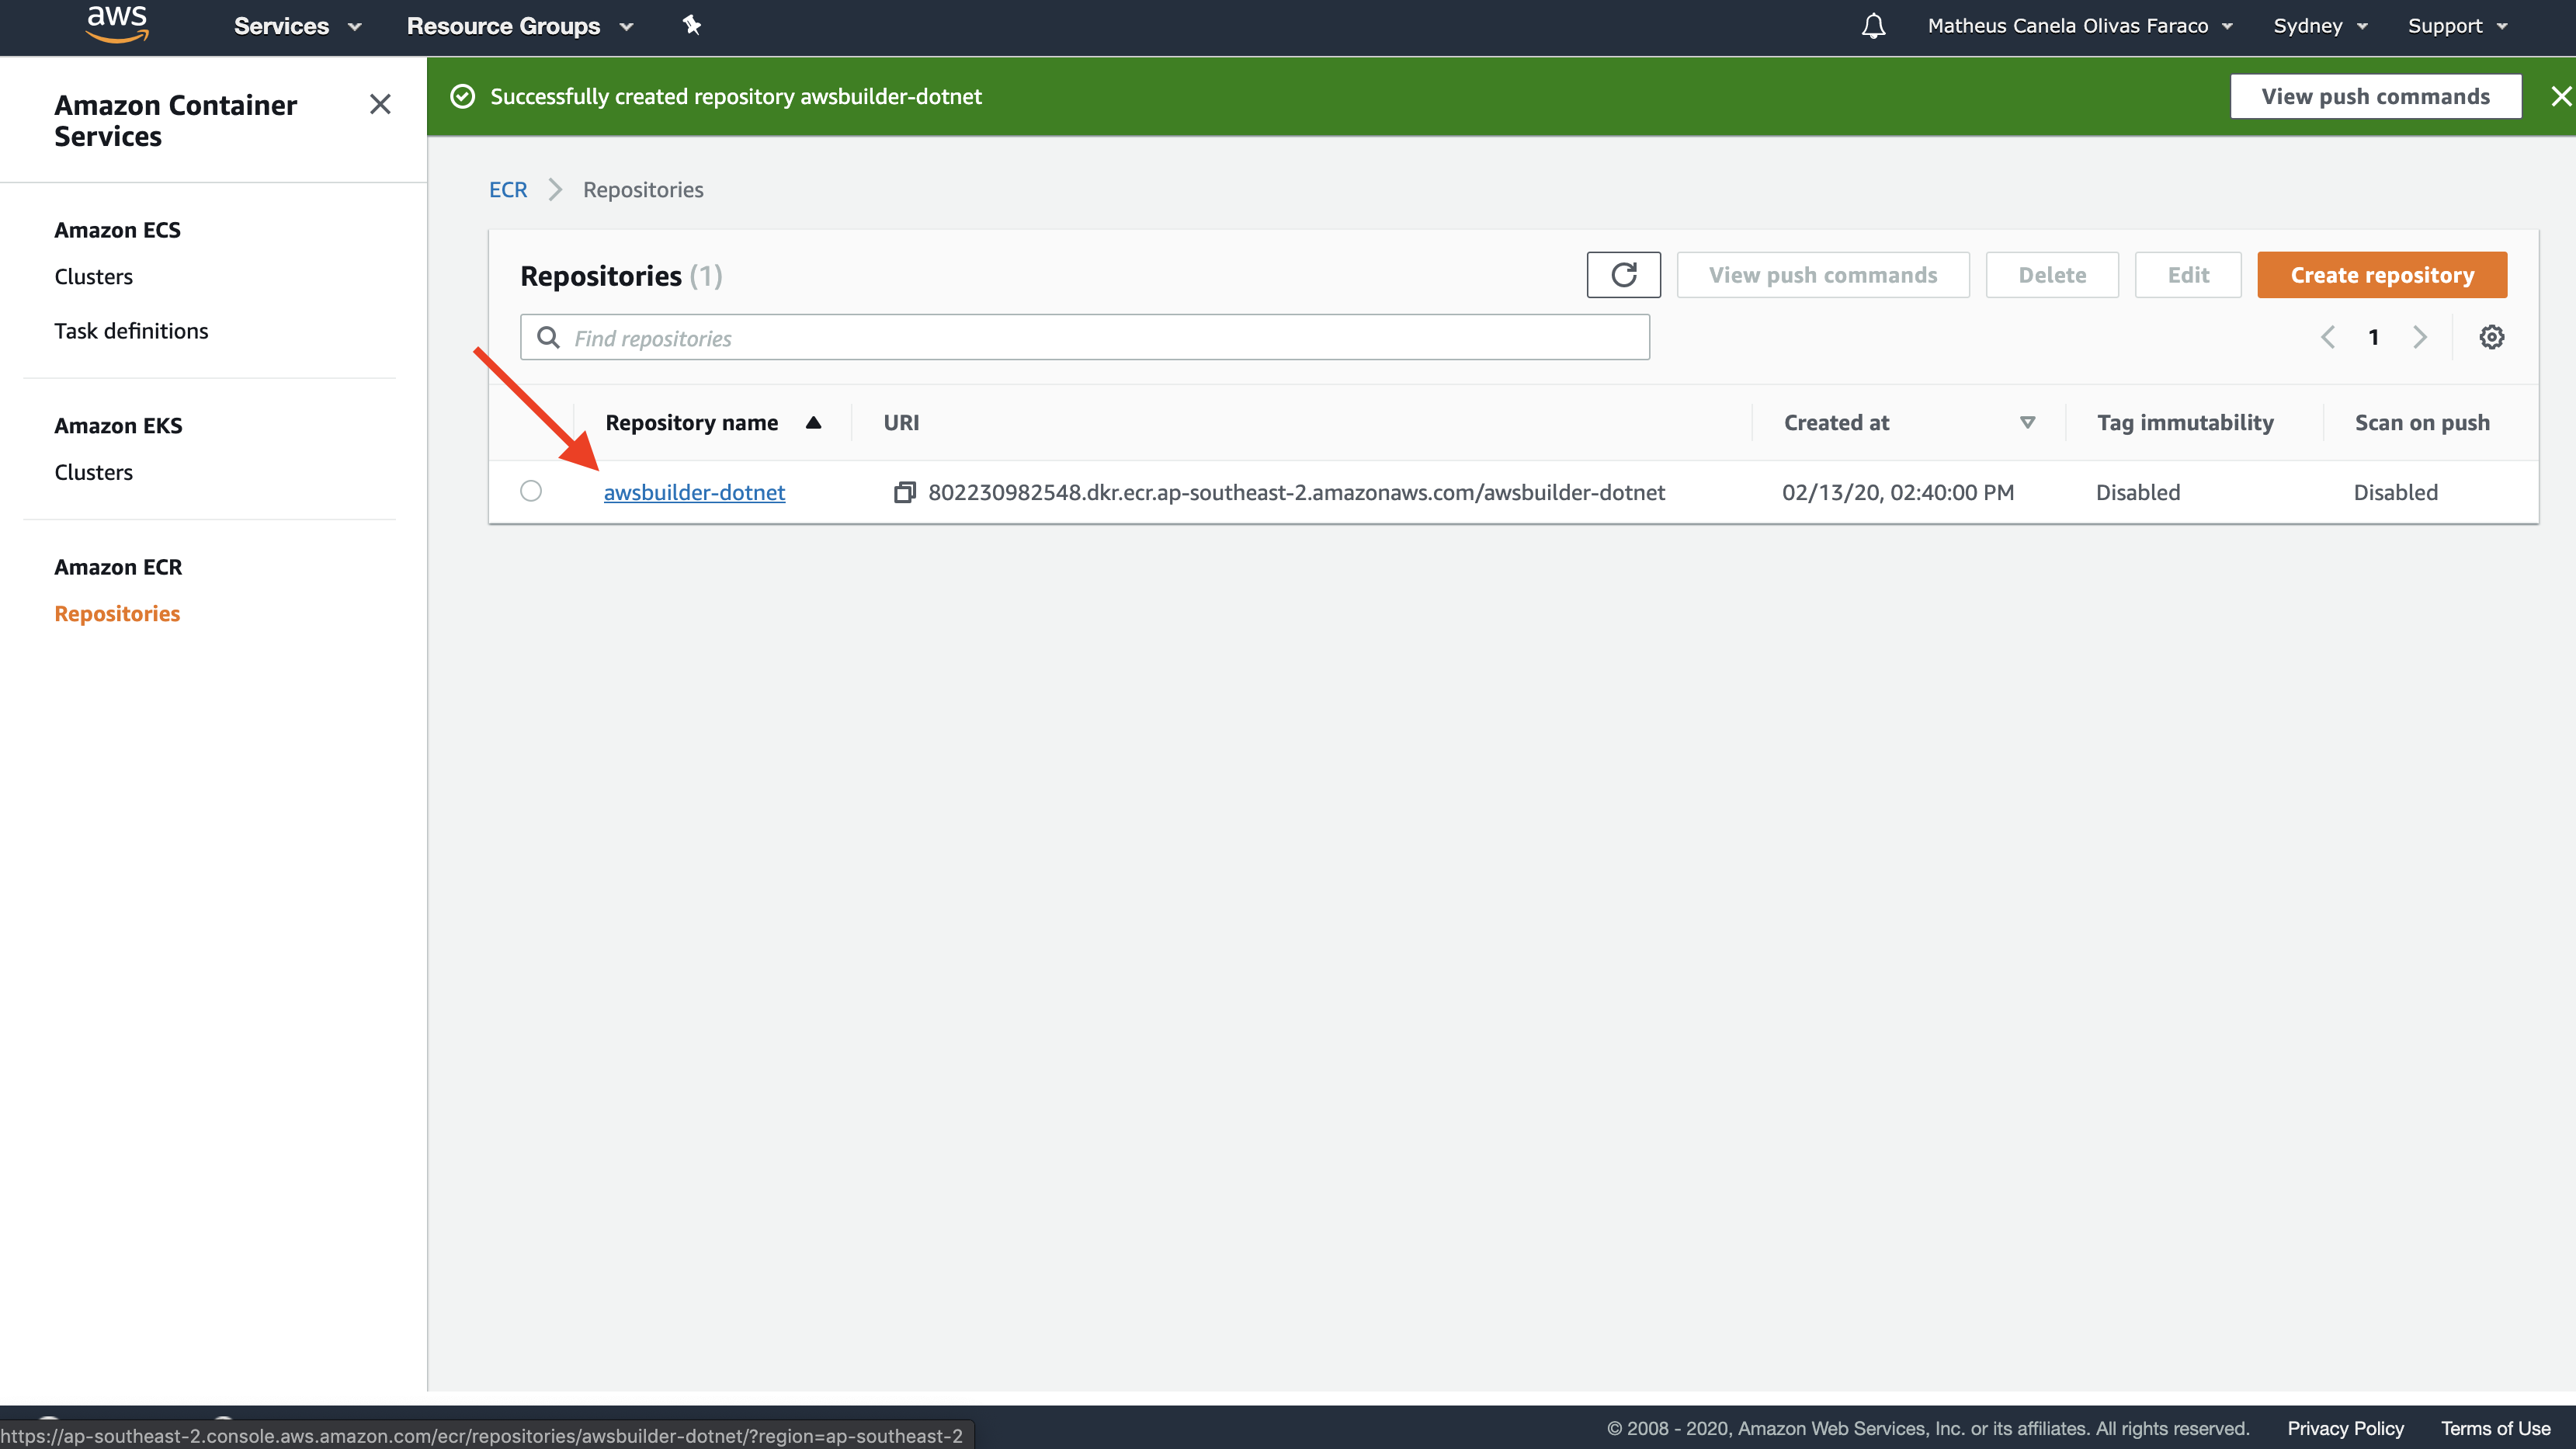 aws Services Resource Groups Matheus Canela Olivas Faraco Sydney Support
Amazon Container
Services
Amazon ECS
Clusters
Task definitions
Amazon EKS
Clusters
Amazon ECR
Repositories
Successfully created repository awsbuilder-dotnet View push commands
ECR Repositories
Repositories (1) View push commands Delete Edit Create repository
Find repositories 1
Repository name URI Created at Tag immutability Scan on push
awsbuilder-dotnet 802230982548.dkr.ecr.ap-southeast-2.amazonaws.com/awsbuilder-dotnet 02/13/20, 02:40:00 PM Disabled Disabled
© 2008 - 2020, Amazon Web Services, Inc. or its affiliates. All rights reserved. Privacy Policy Terms of Use
https://ap-southeast-2.console.aws.amazon.com/ecr/repositories/awsbuilder-dotnet/?region=ap-southeast-2